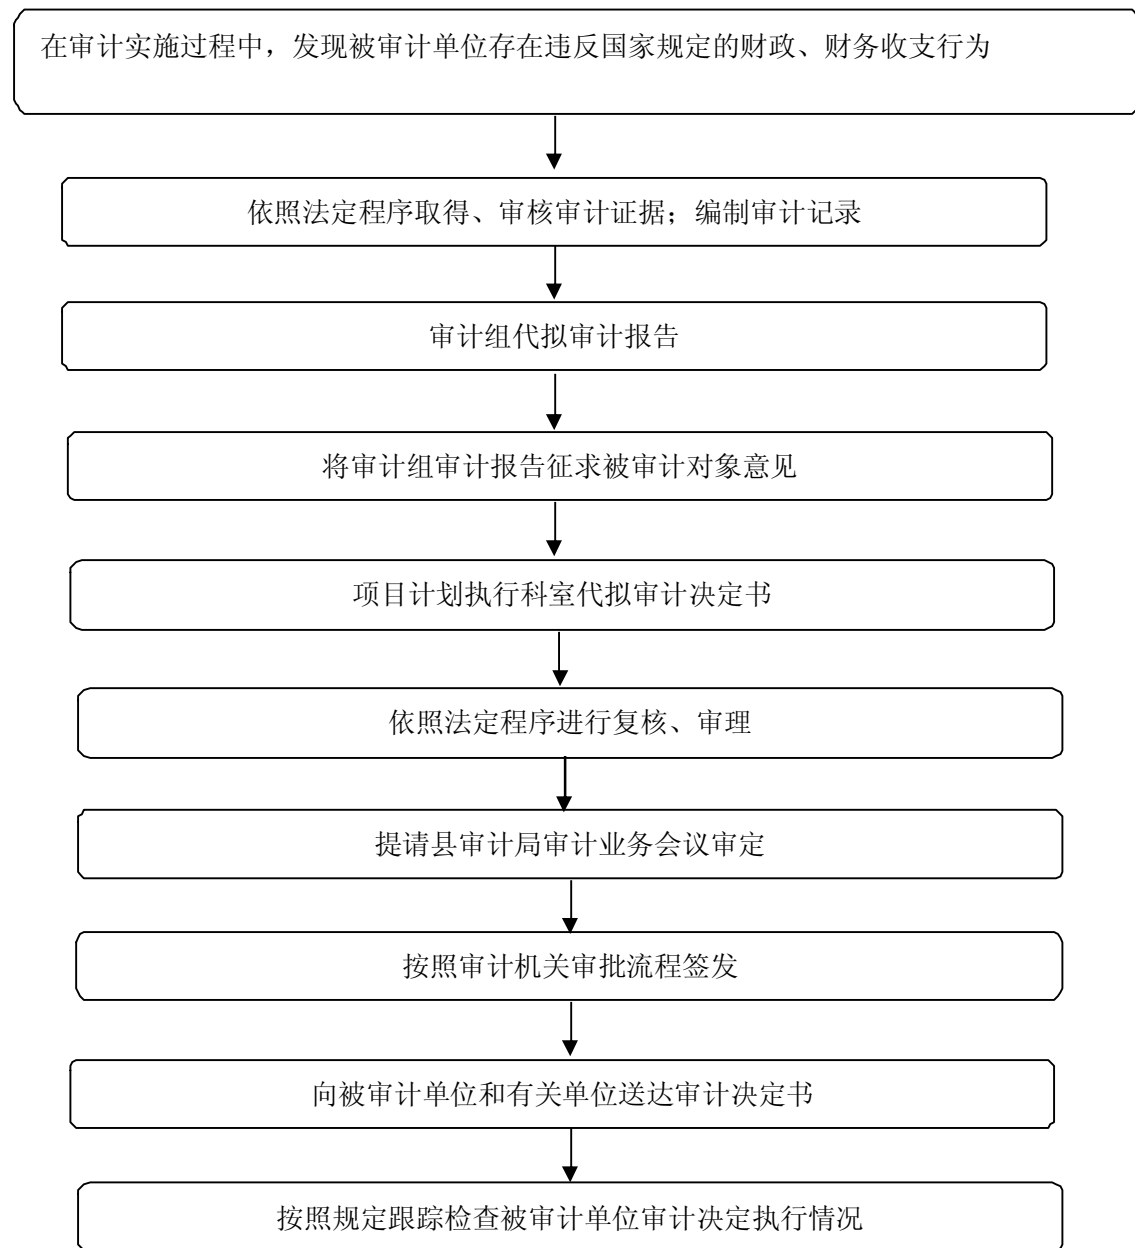 在审计实施过程中，发现被审计单位存在违反国家规定的财政、财务收支行为
依照法定程序取得、审核审计证据；编制审计记录
审计组代拟审计报告
将审计组审计报告征求被审计对象意见
项目计划执行科室代拟审计决定书
依照法定程序进行复核、审理
提请县审计局审计业务会议审定
按照审计机关审批流程签发
向被审计单位和有关单位送达审计决定书
按照规定跟踪检查被审计单位审计决定执行情况